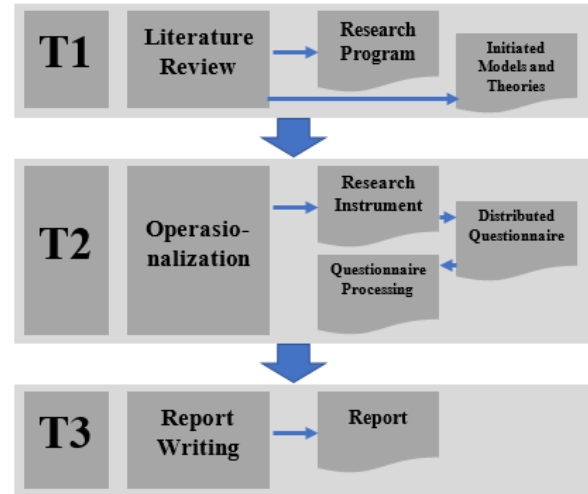 T1
Literature
Review
Research
Program
Initiated
Models and
Theories
T2
Operasio-
nalization
Research
Instrument
Distributed
Questionnaire
Questionnaire
Processing
T3
Report
Writing
Report